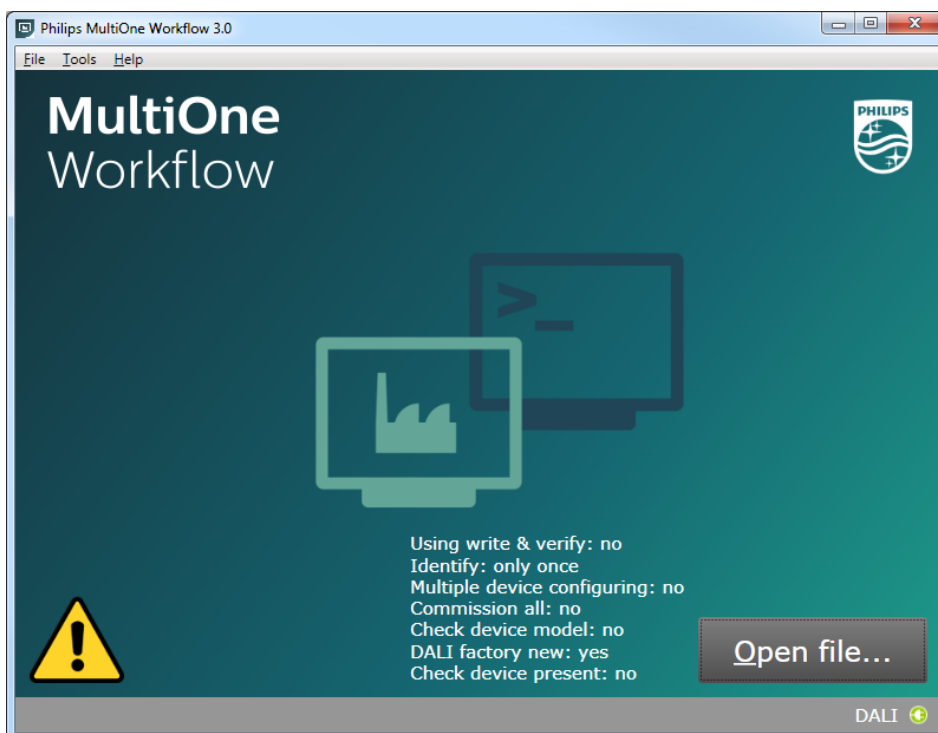 Philips MultiOne Workflow 3.0
File Tools Help
MultiOne
Workflow
PHILIPS
>_
Using write & verify: no
Identify: only once
Multiple device configuring: no
Commission all: no
Check device model: no
DALI factory new: yes
Check device present: no
Open file...
DALI